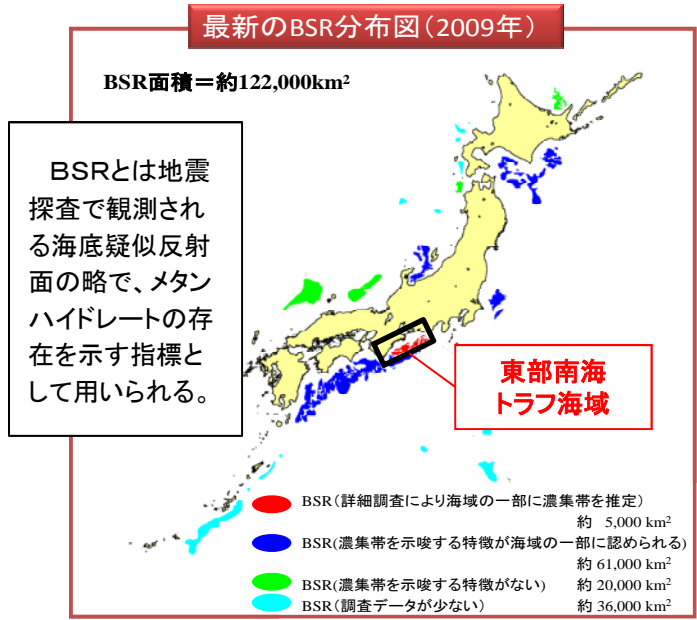 最新のBSR分布図(2009年)
BSR面積=約122,000km²
BSRとは地震
探査で観測され
る海底疑似反射
面の略で、メタン
ハイドレートの存
在を示す指標と
して用いられる。
東部南海
トラフ海域
BSR(詳細調査により海域の一部に濃集帯を推定)
約 5,000 km²
BSR(濃集帯を示唆する特徴が海域の一部に認められる)
約 61,000 km²
BSR(濃集帯を示唆する特徴がない) 約 20,000 km²
BSR(調査データが少ない) 約 36,000 km²